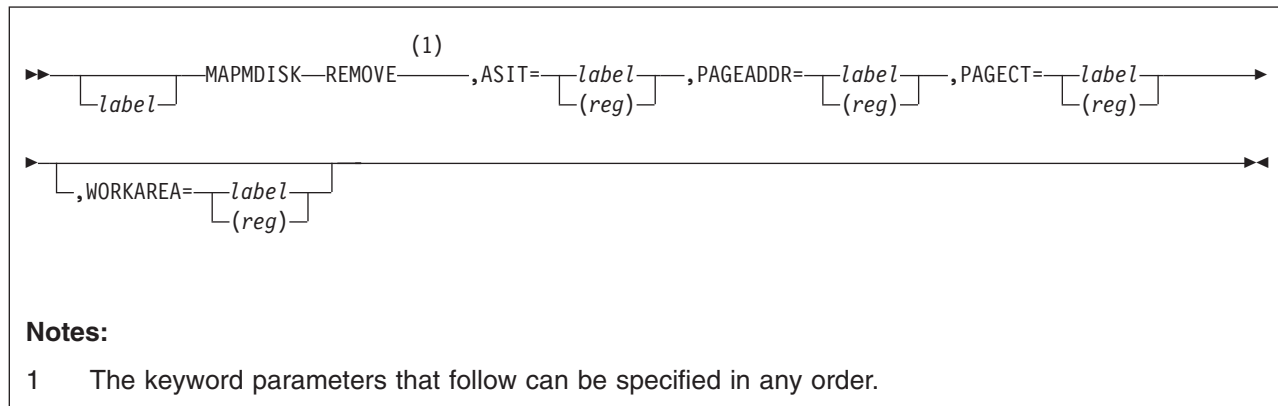 (1)
MAPMDISK REMOVE ,ASIT= label ,PAGEADDR= label ,PAGECT= label
label (reg) (reg) (reg)
,WORKAREA= label
(reg)
Notes:
1 The keyword parameters that follow can be specified in any order.